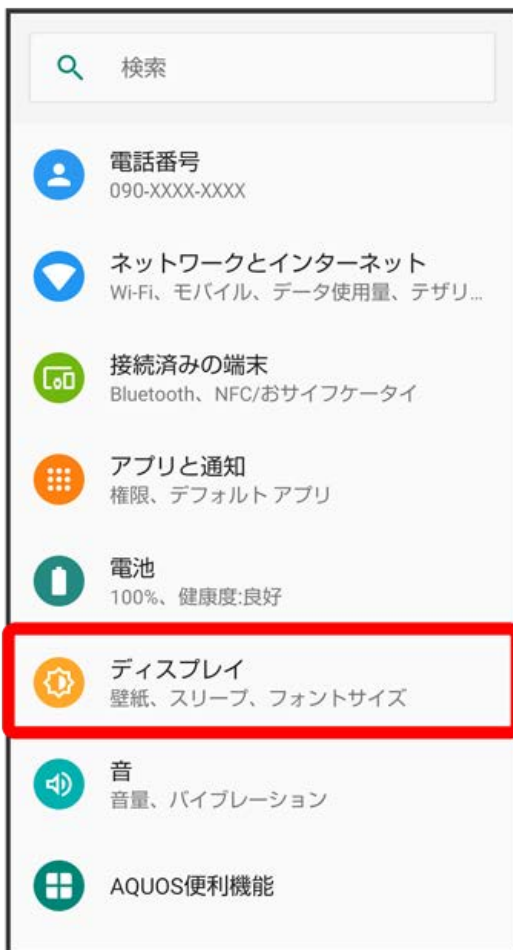 検索
電話番号
090-XXXX-XXXX
ネットワークとインターネット
Wi-Fi、モバイル、データ使用量、テザリ...
接続済みの端末
Bluetooth、NFC/おサイフケータイ
アプリと通知
権限、デフォルト アプリ
電池
100%、健康度:良好
ディスプレイ
壁紙、スリープ、フォントサイズ
音
音量、バイブレーション
AQUOS便利機能